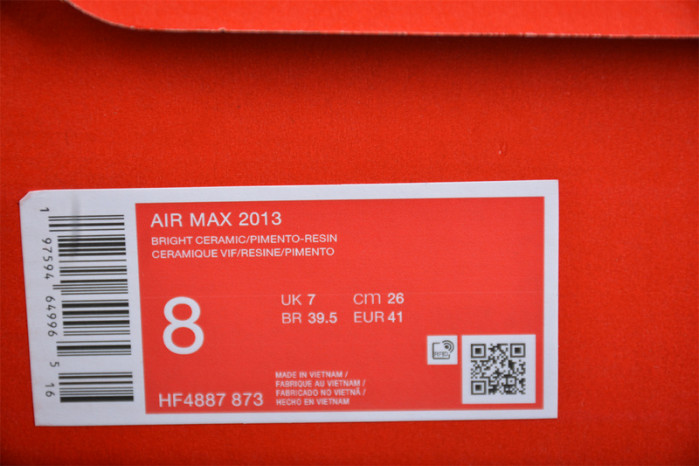 AIR MAX 2013
BRIGHT CERAMIC/PIMENTO-RESIN
CERAMIQUE VIF/RESINE/PIMENTO
8
UK 7 cm 26
BR 39.5 EUR 41
HF4887 873
MADE IN VIETNAM /
FABRIQUE AU VIETNAM /
FABRICADO NO VIETNÃ /
HECHO EN VIETNAM
1 97594 64996 5 16